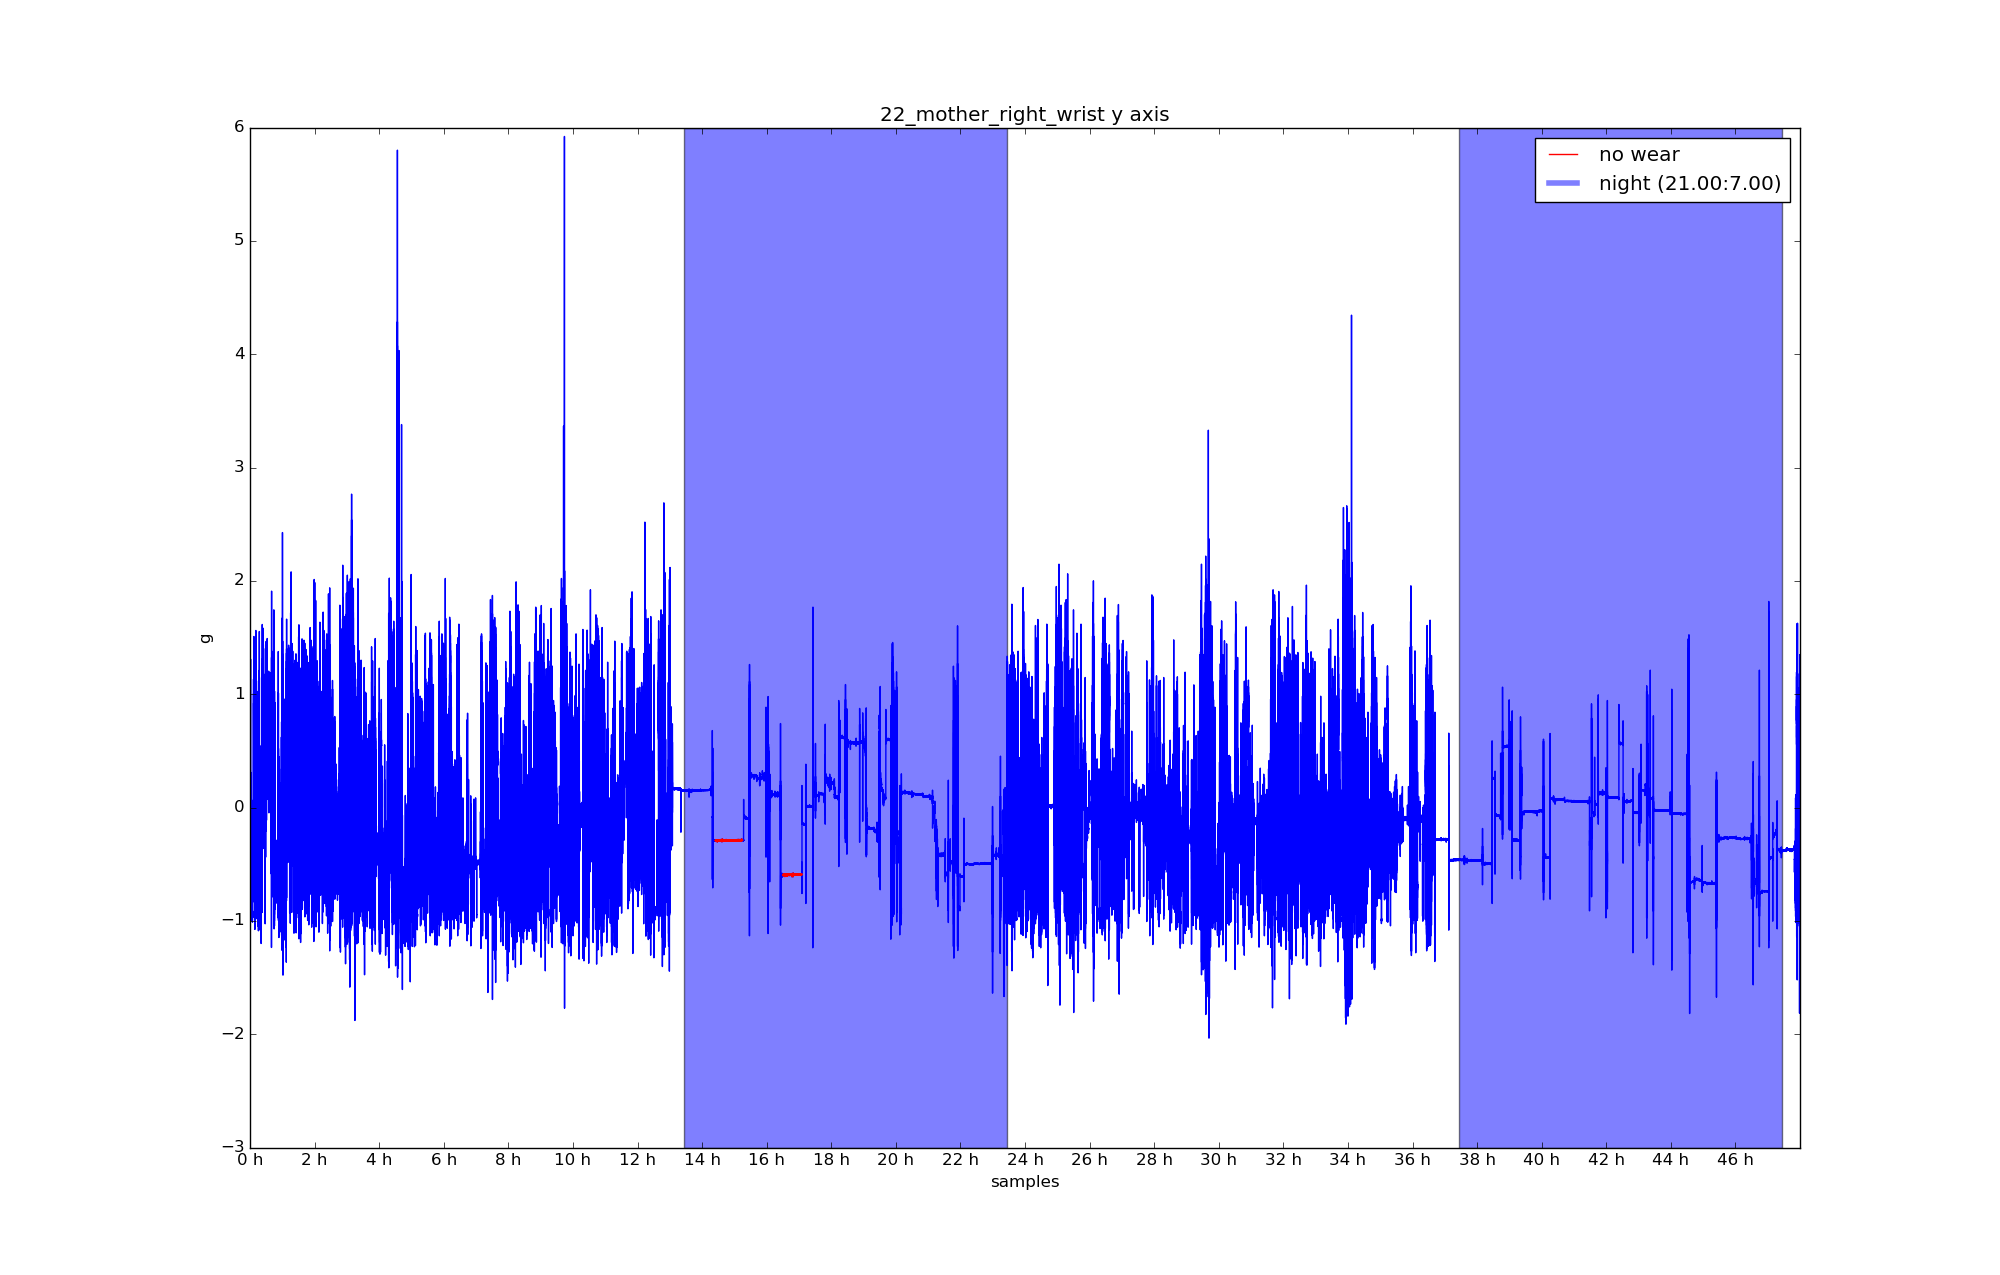 22_mother_right_wrist y axis
no wear
night (21.00:7.00)
6
5
4
3
2
1
0
−1
−2
−3
g
0 h 2 h 4 h 6 h 8 h 10 h 12 h 14 h 16 h 18 h 20 h 22 h 24 h 26 h 28 h 30 h 32 h 34 h 36 h 38 h 40 h 42 h 44 h 46 h
samples